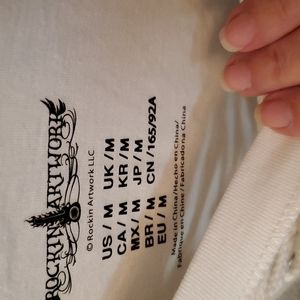 ROCKIN ARTWORK
© Rockin Artwork LLC
US / M UK / M
CA / M KR / M
MX / M JP / M
BR / M CN / 165/92A
EU / M
Made in China/Hecho en China/
Fabriqué en Chine / Fabricado na China